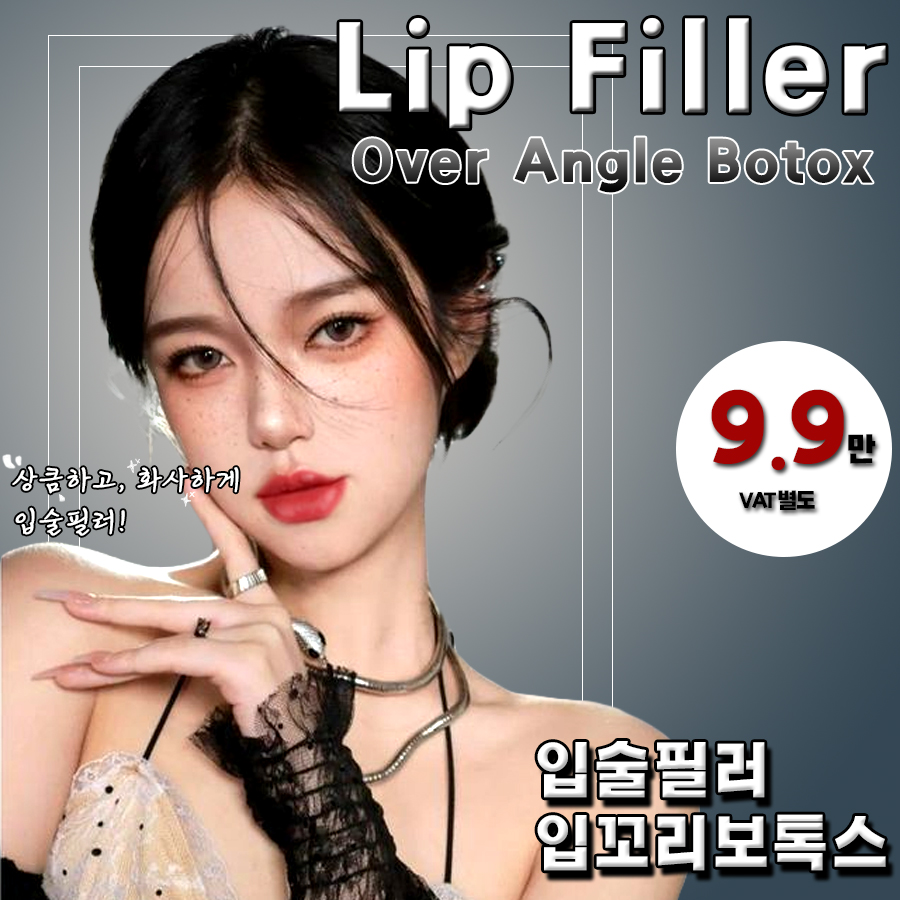 Lip Filler
Over Angle Botox
9.9만
VAT별도
“상큼하고, 화사하게
입술필러!
입술필러
입꼬리보톡스